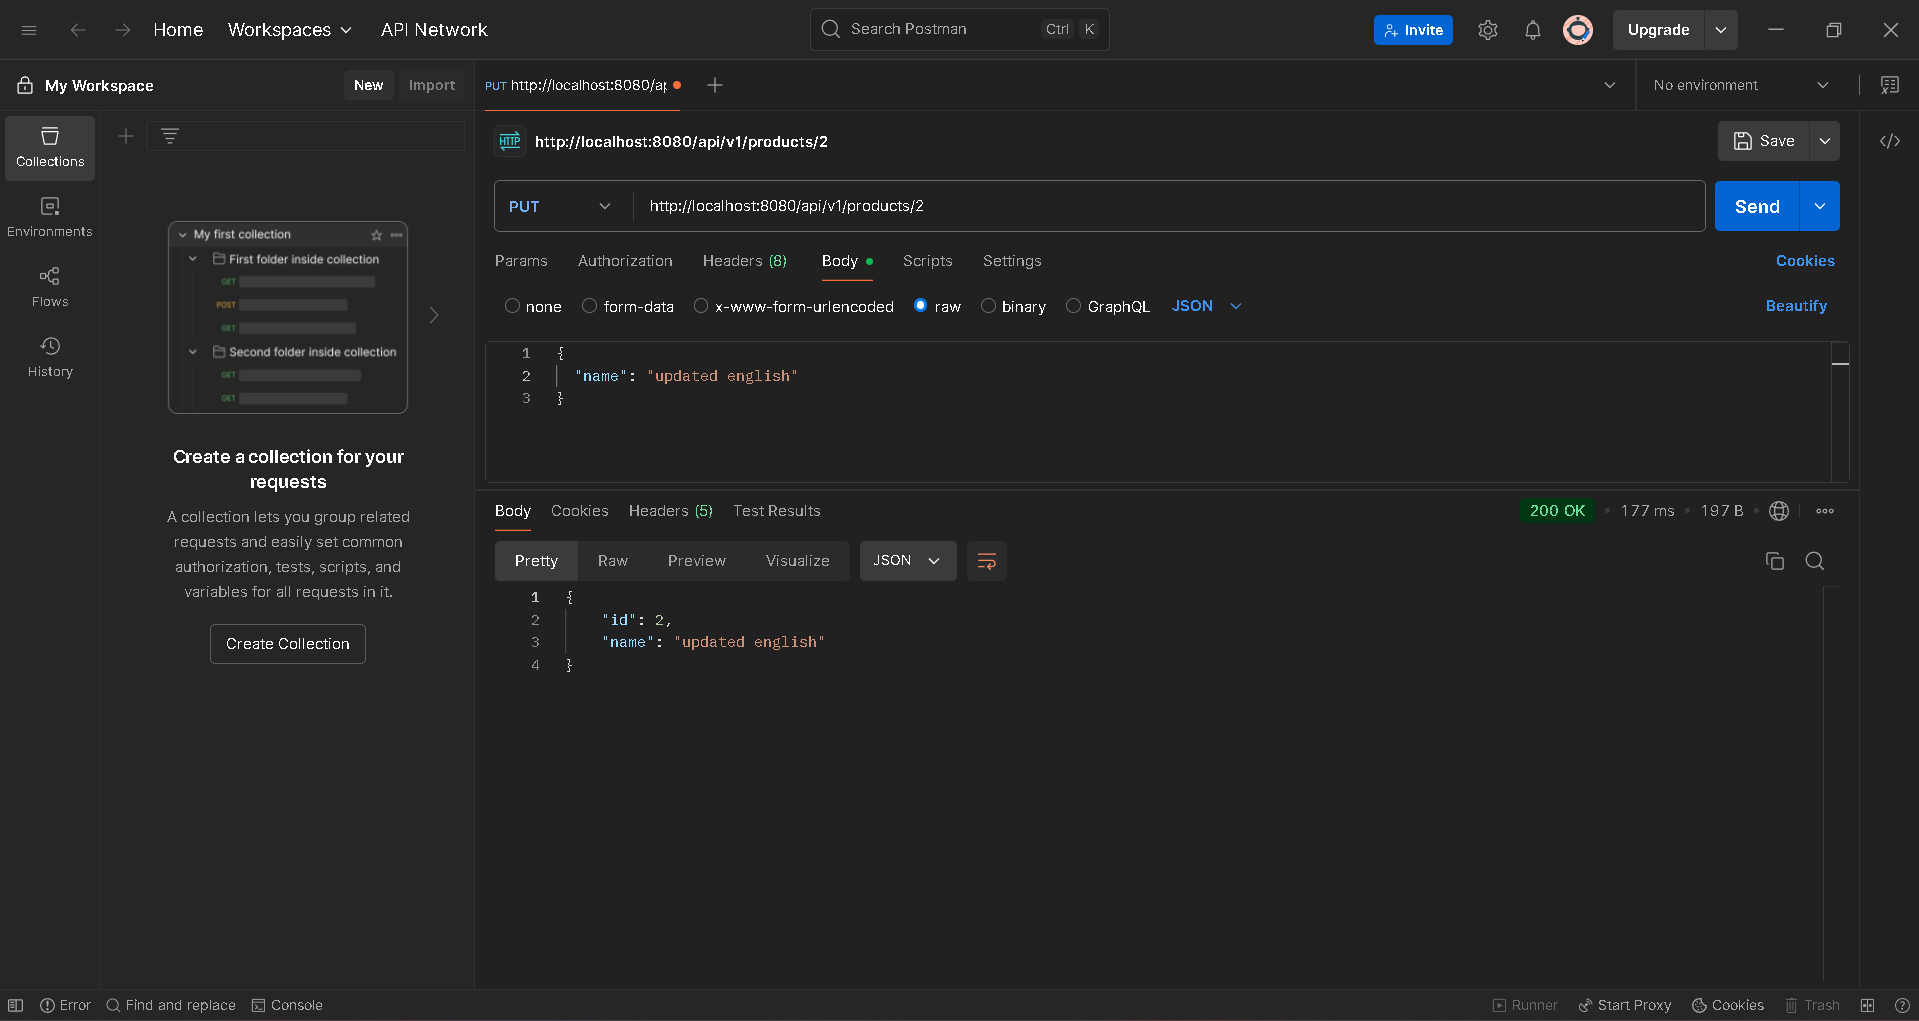 Home Workspaces API Network Search Postman Ctrl K Invite Upgrade
My Workspace New Import PUT http://localhost:8080/ap No environment
Collections
Environments
Flows
History
My first collection
First folder inside collection
GET
POST
GET
Second folder inside collection
GET
GET
Create a collection for your
requests
A collection lets you group related
requests and easily set common
authorization, tests, scripts, and
variables for all requests in it.
Create Collection
HTTP http://localhost:8080/api/v1/products/2 Save
PUT http://localhost:8080/api/v1/products/2 Send
Params Authorization Headers (8) Body Scripts Settings Cookies
none form-data x-www-form-urlencoded raw binary GraphQL JSON Beautify
1 {
2 "name": "updated english"
3 }
Body Cookies Headers (5) Test Results 200 OK 177 ms 197 B
Pretty Raw Preview Visualize JSON
1 {
2 "id": 2,
3 "name": "updated english"
4 }
Error Find and replace Console Runner Start Proxy Cookies Trash